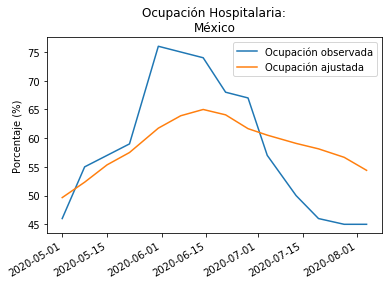 Ocupación Hospitalaria:
México
Ocupación observada
Ocupación ajustada
Porcentaje (%)
75
70
65
60
55
50
45
2020-05-01
2020-05-15
2020-06-01
2020-06-15
2020-07-01
2020-07-15
2020-08-01